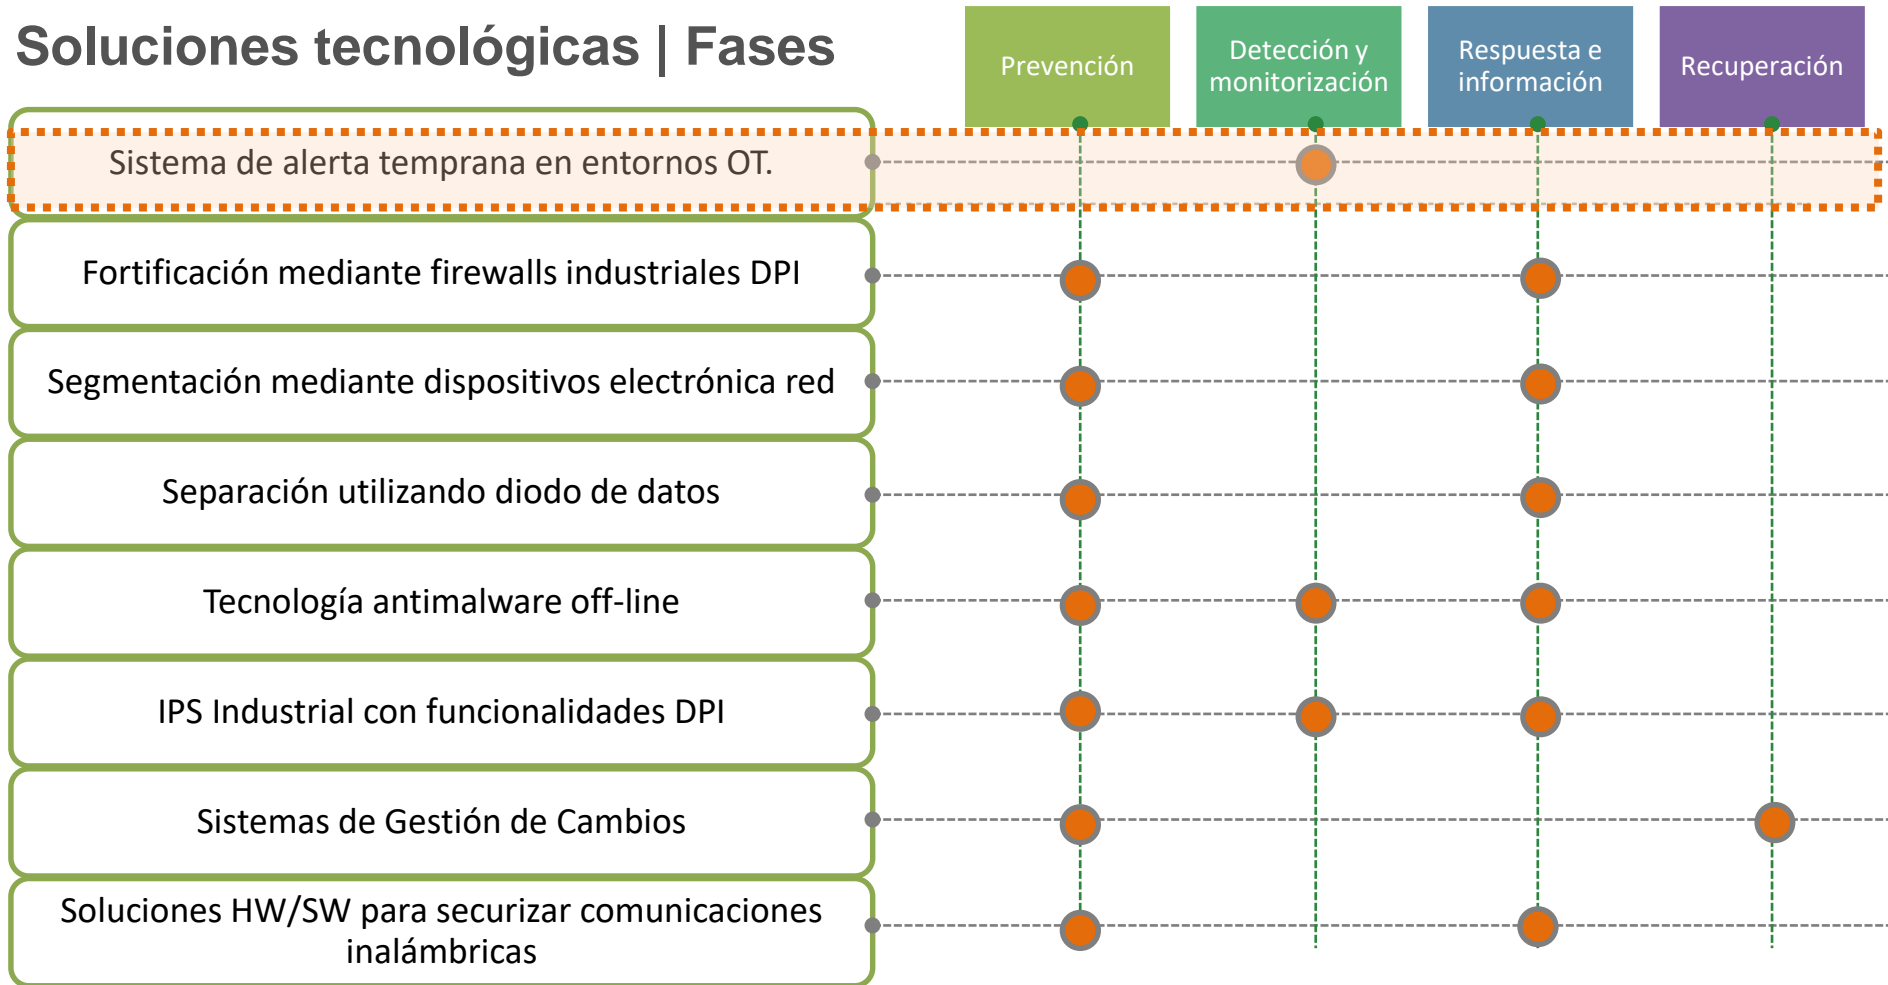 Soluciones tecnológicas | Fases
Prevención
Detección y
monitorización
Respuesta e
información
Recuperación
Sistema de alerta temprana en entornos OT.
Fortificación mediante firewalls industriales DPI
Segmentación mediante dispositivos electrónica red
Separación utilizando diodo de datos
Tecnología antimalware off-line
IPS Industrial con funcionalidades DPI
Sistemas de Gestión de Cambios
Soluciones HW/SW para securizar comunicaciones
inalámbricas